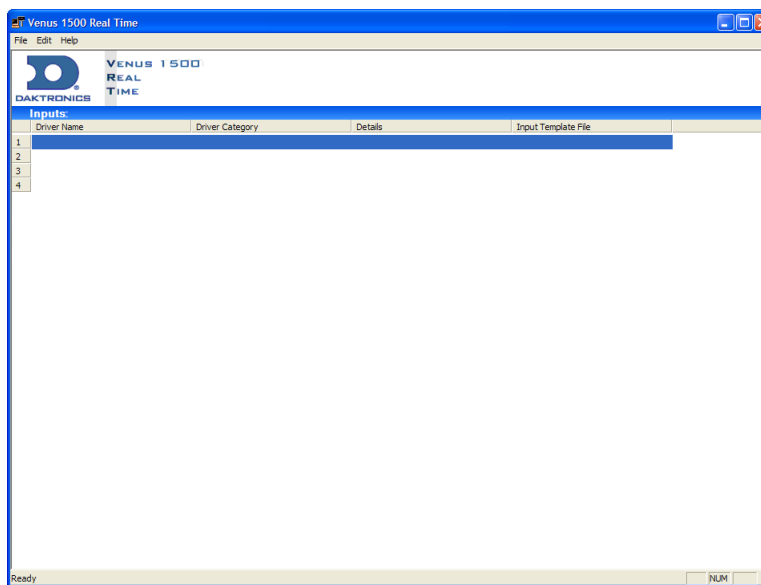 Venus 1500 Real Time
File Edit Help
VENUS 1500
REAL
TIME
DAKTRONICS
Inputs:
Driver Name Driver Category Details Input Template File
1
2
3
4
Ready NUM